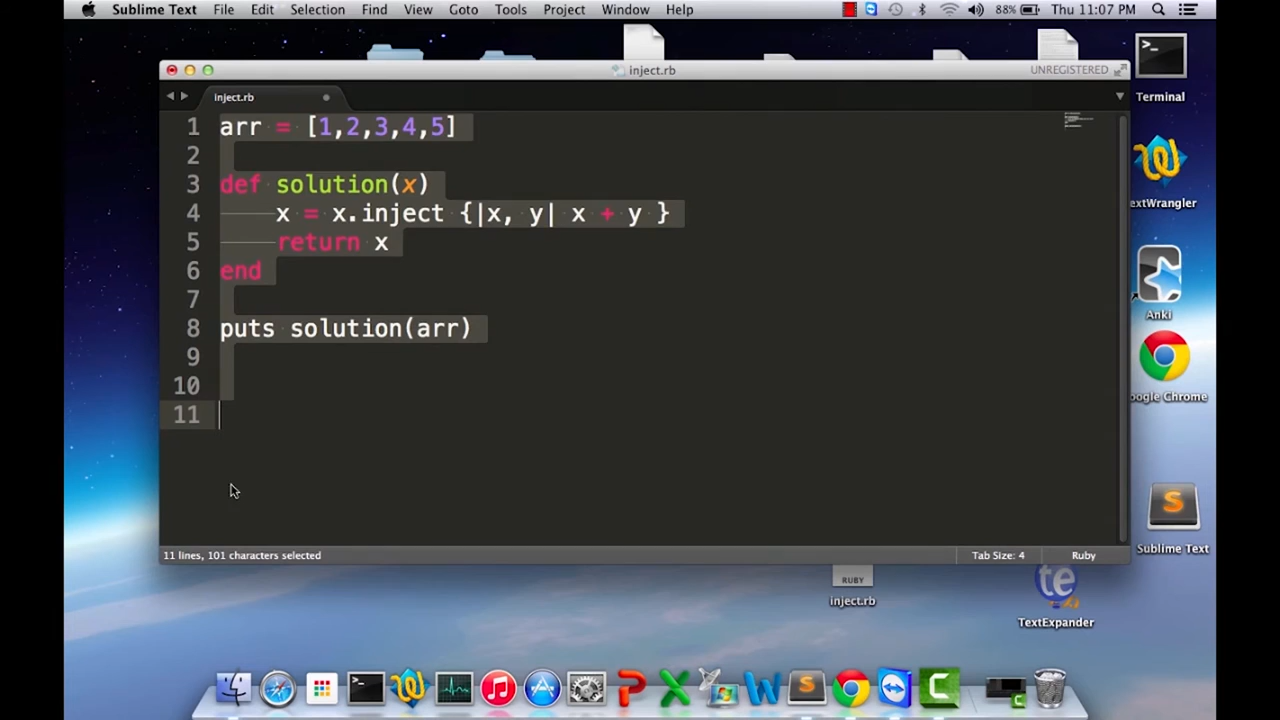 Sublime Text File Edit Selection Find View Goto Tools Project Window Help 88% Thu 11:07 PM
inject.rb UNREGISTERED
inject.rb
1 arr = [1,2,3,4,5]
2
3 def solution(x)
4 x = x.inject {|x, y| x + y }
5 return x
6 end
7
8 puts solution(arr)
9
10
11
11 lines, 101 characters selected Tab Size: 4 Ruby
Terminal
extWrangler
Anki
oogle Chrome
Sublime Text
RUBY
inject.rb
te
TextExpander